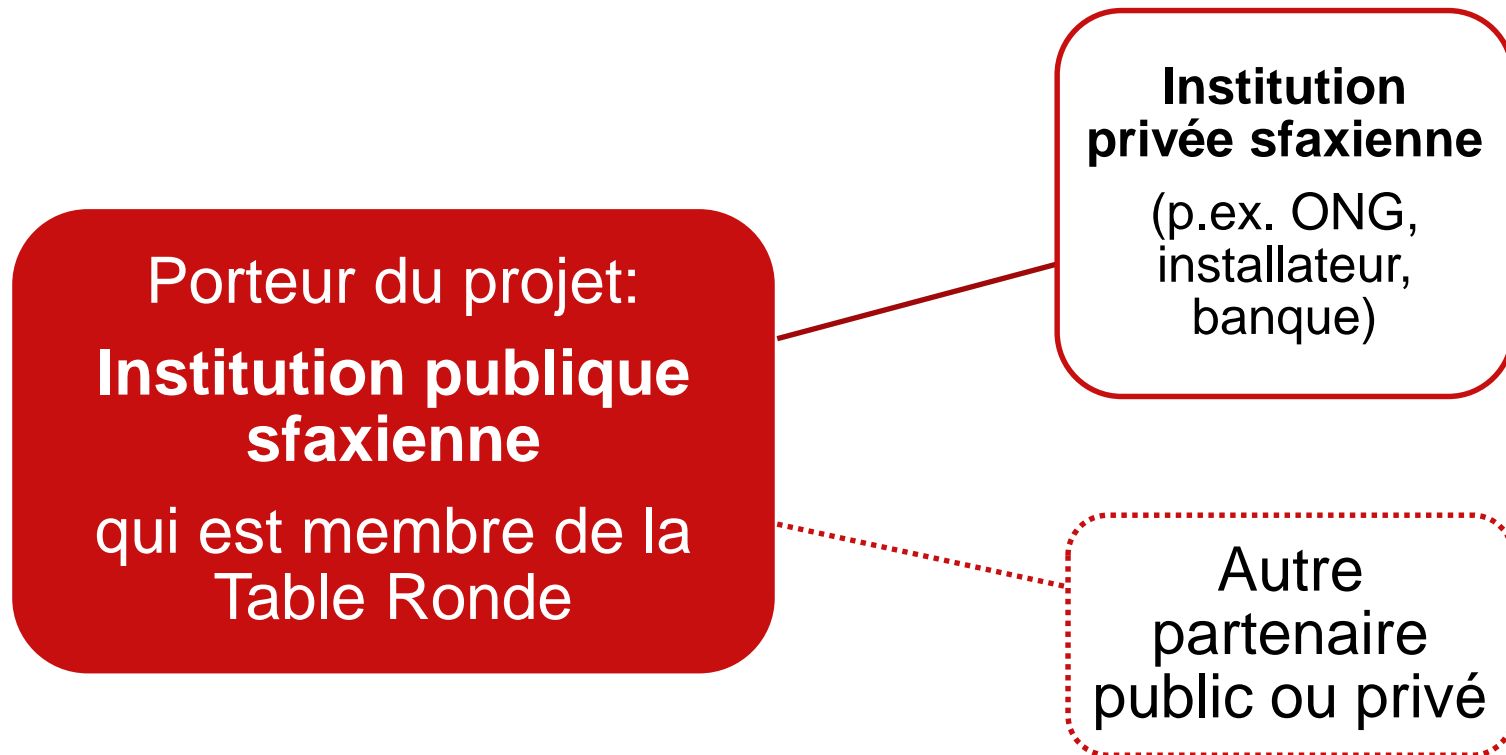 Porteur du projet:
Institution publique
sfaxienne
qui est membre de la
Table Ronde
Institution
privée sfaxienne
(p.ex. ONG,
installateur,
banque)
Autre
partenaire
public ou privé